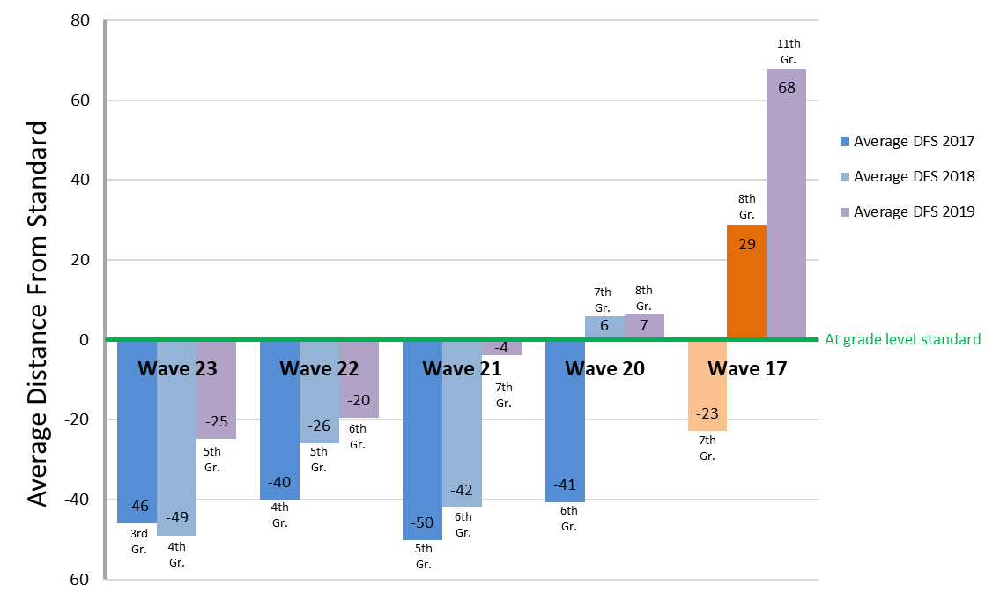 Average Distance From Standard
80
60
40
20
0
-20
-40
-60
Wave 23
-46
3rd
Gr.
-49
4th
Gr.
-25
5th
Gr.
Wave 22
-40
4th
Gr.
-26
5th
Gr.
-20
6th
Gr.
Wave 21
-50
5th
Gr.
-42
6th
Gr.
-4
7th
Gr.
Wave 20
-41
6th
Gr.
7th
Gr.
6
8th
Gr.
7
Wave 17
-23
7th
Gr.
8th
Gr.
29
11th
Gr.
68
Average DFS 2017
Average DFS 2018
Average DFS 2019
At grade level standard